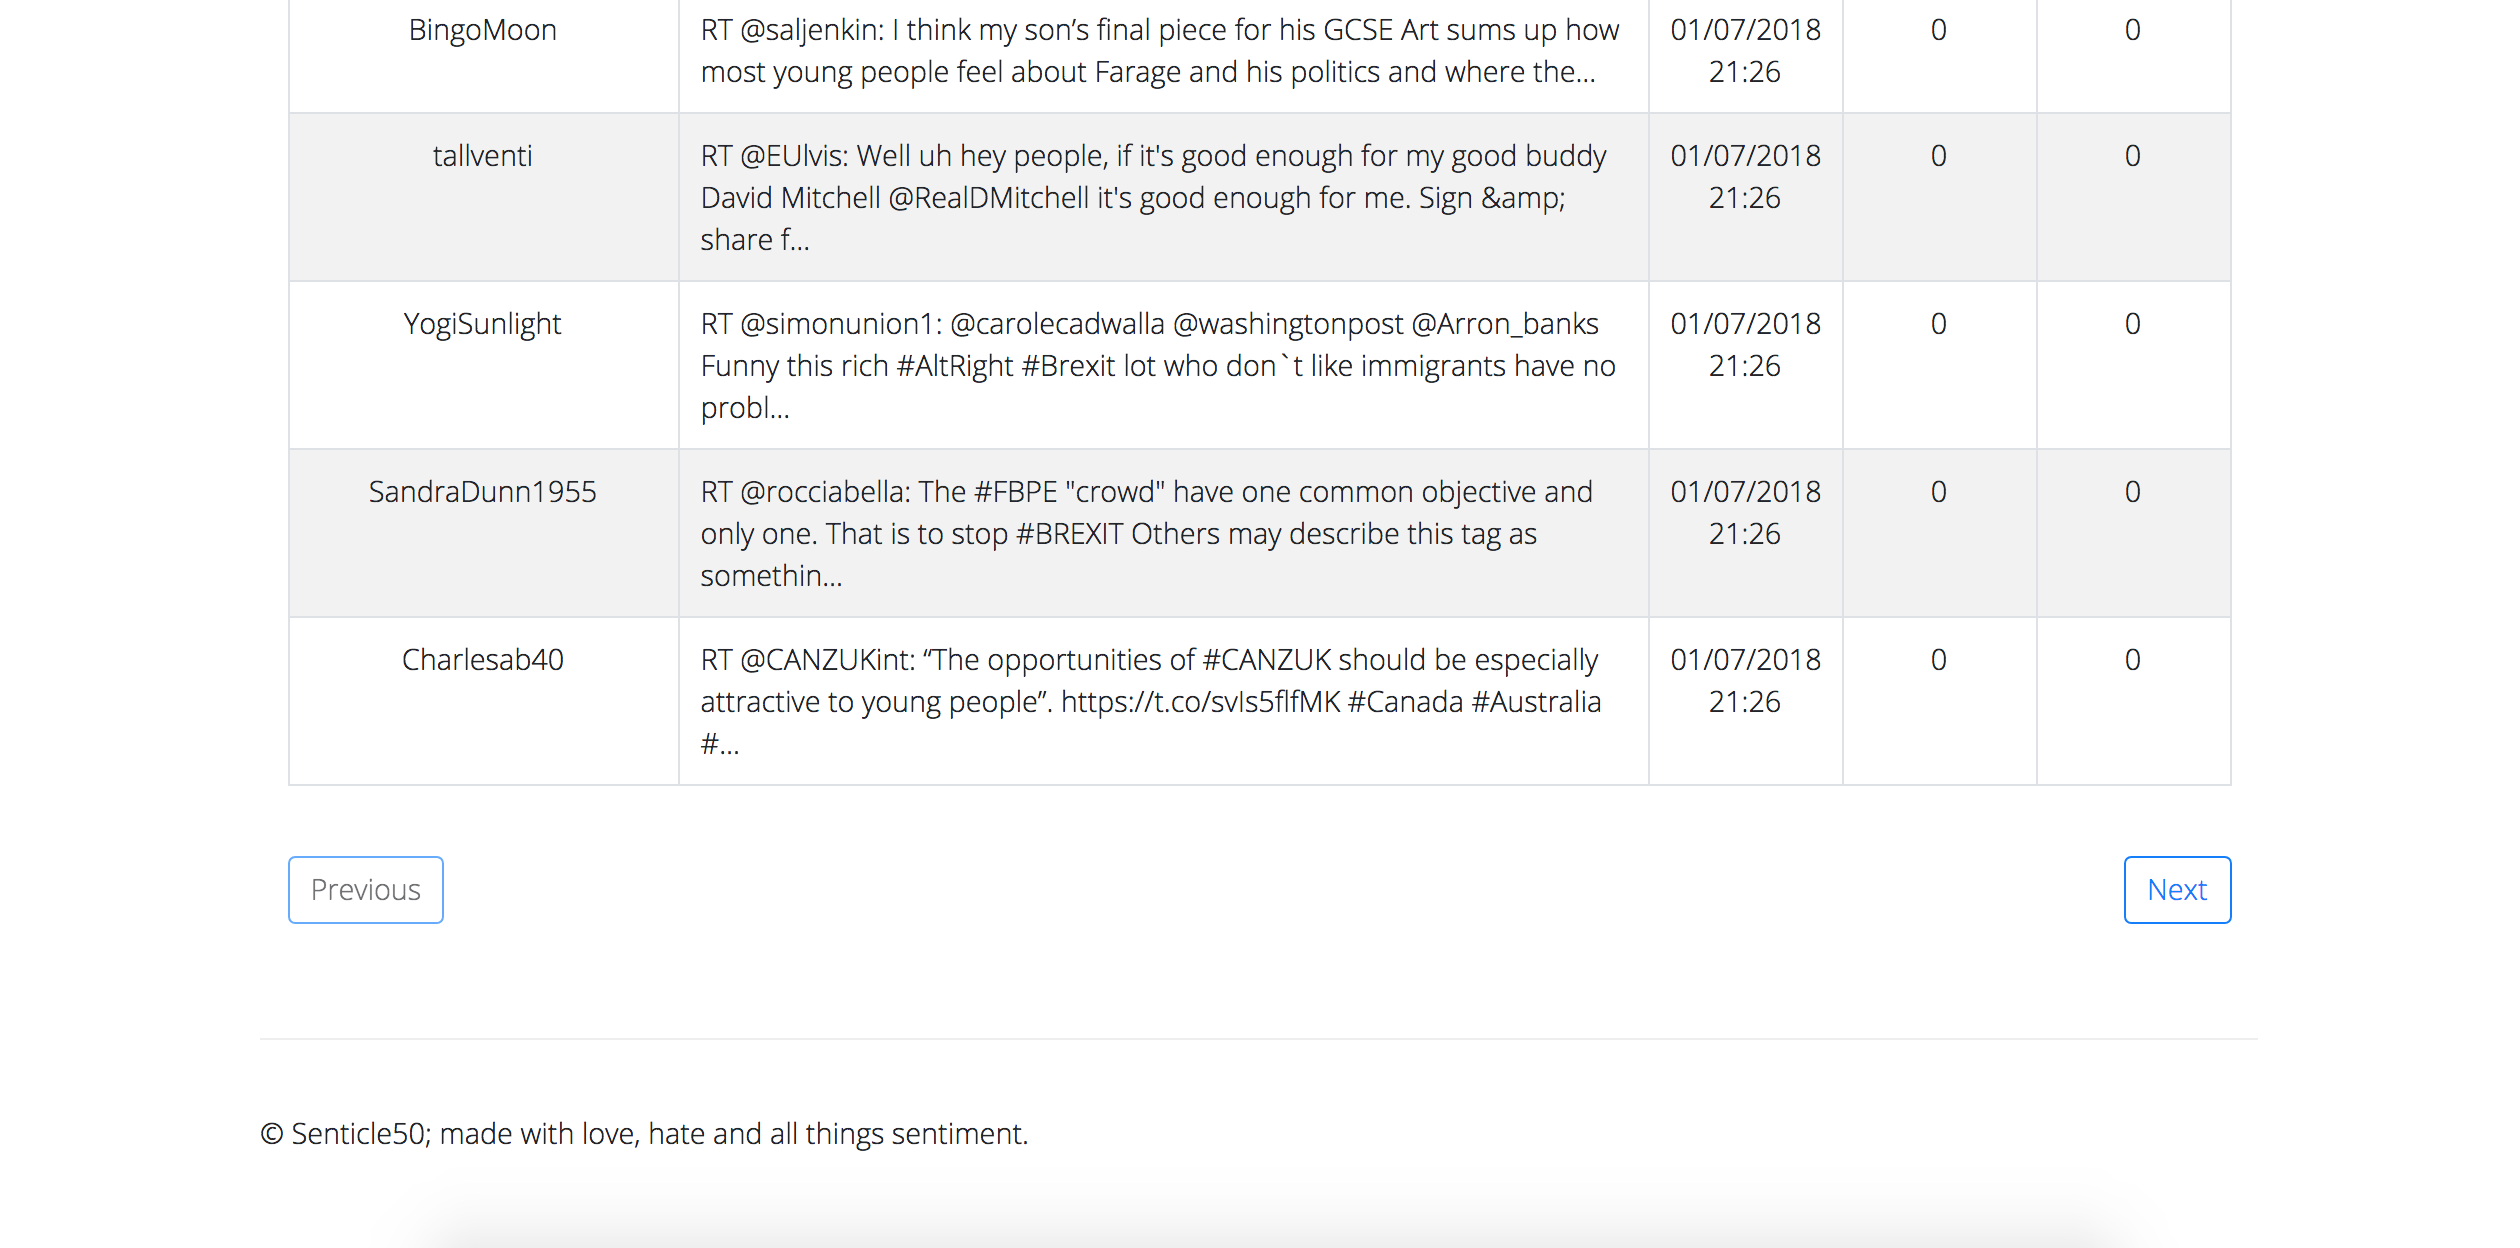 BingoMoon
RT @saljenkin: I think my son’s final piece for his GCSE Art sums up how
most young people feel about Farage and his politics and where the…
01/07/2018
21:26
0
0
tallventi
RT @EUlvis: Well uh hey people, if it's good enough for my good buddy
David Mitchell @RealDMitchell it's good enough for me. Sign &amp;
share f…
01/07/2018
21:26
0
0
YogiSunlight
RT @simonunion1: @carolecadwalla @washingtonpost @Arron_banks
Funny this rich #AltRight #Brexit lot who don`t like immigrants have no
probl…
01/07/2018
21:26
0
0
SandraDunn1955
RT @rocciabella: The #FBPE "crowd" have one common objective and
only one. That is to stop #BREXIT Others may describe this tag as
somethin…
01/07/2018
21:26
0
0
Charlesab40
RT @CANZUKint: “The opportunities of #CANZUK should be especially
attractive to young people”. https://t.co/svIs5flfMK #Canada #Australia
#…
01/07/2018
21:26
0
0
Previous
Next
© Senticle50; made with love, hate and all things sentiment.